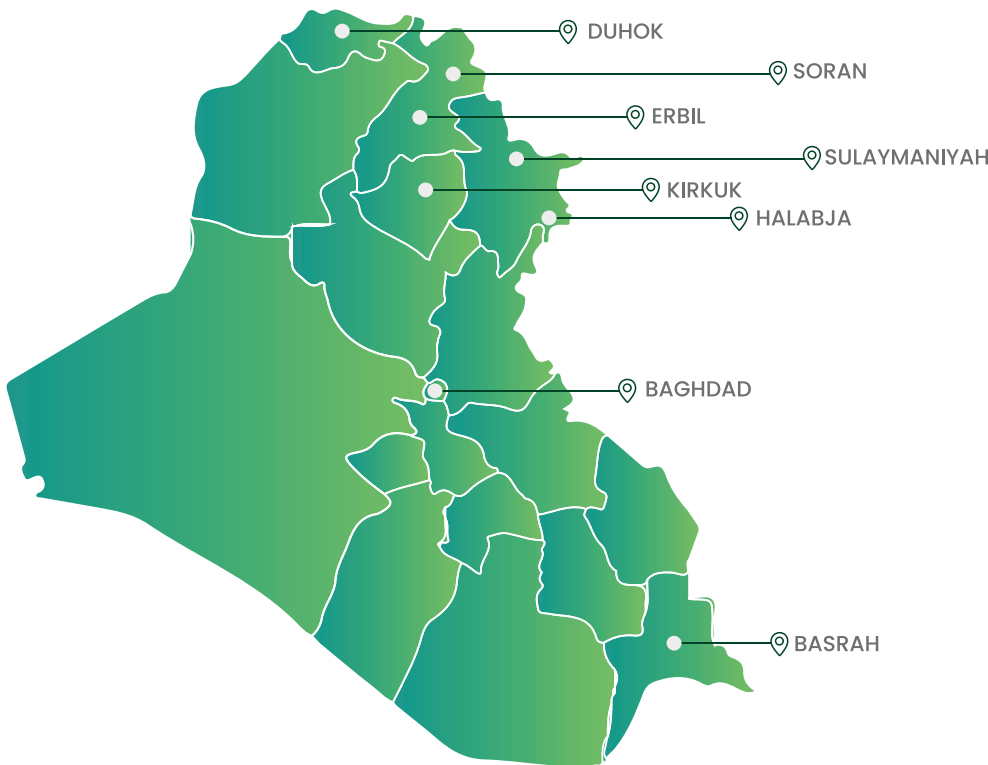 DUHOK
SORAN
ERBIL
SULAYMANIYAH
KIRKUK
HALABJA
BAGHDAD
BASRAH